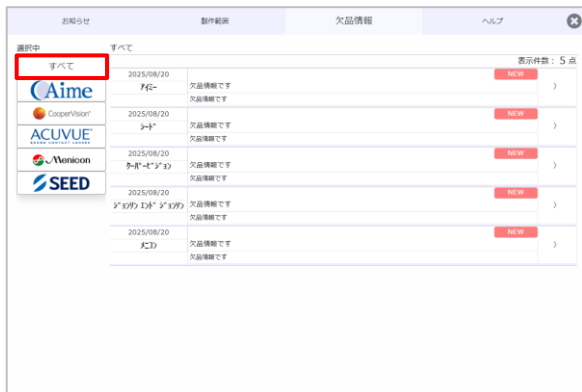 お知らせ 製作範囲 欠品情報 ヘルプ
選択中 すべて
表示件数： 5 点
すべて
Aime
CooperVision
ACUVUE
BRAND CONTACT LENSES
Menicon
SEED
2025/08/20 NEW
ｱｲﾐｰ 欠品情報です
欠品情報です
2025/08/20 NEW
ｼｰﾄﾞ 欠品情報です
欠品情報です
2025/08/20 NEW
ｸｰﾊﾟｰﾋﾞｼﾞｮﾝ 欠品情報です
欠品情報です
2025/08/20 NEW
ｼﾞｮﾝｿﾝ ｴﾝﾄﾞ ｼﾞｮﾝｿﾝ 欠品情報です
欠品情報です
2025/08/20 NEW
ﾒﾆｺﾝ 欠品情報です
欠品情報です